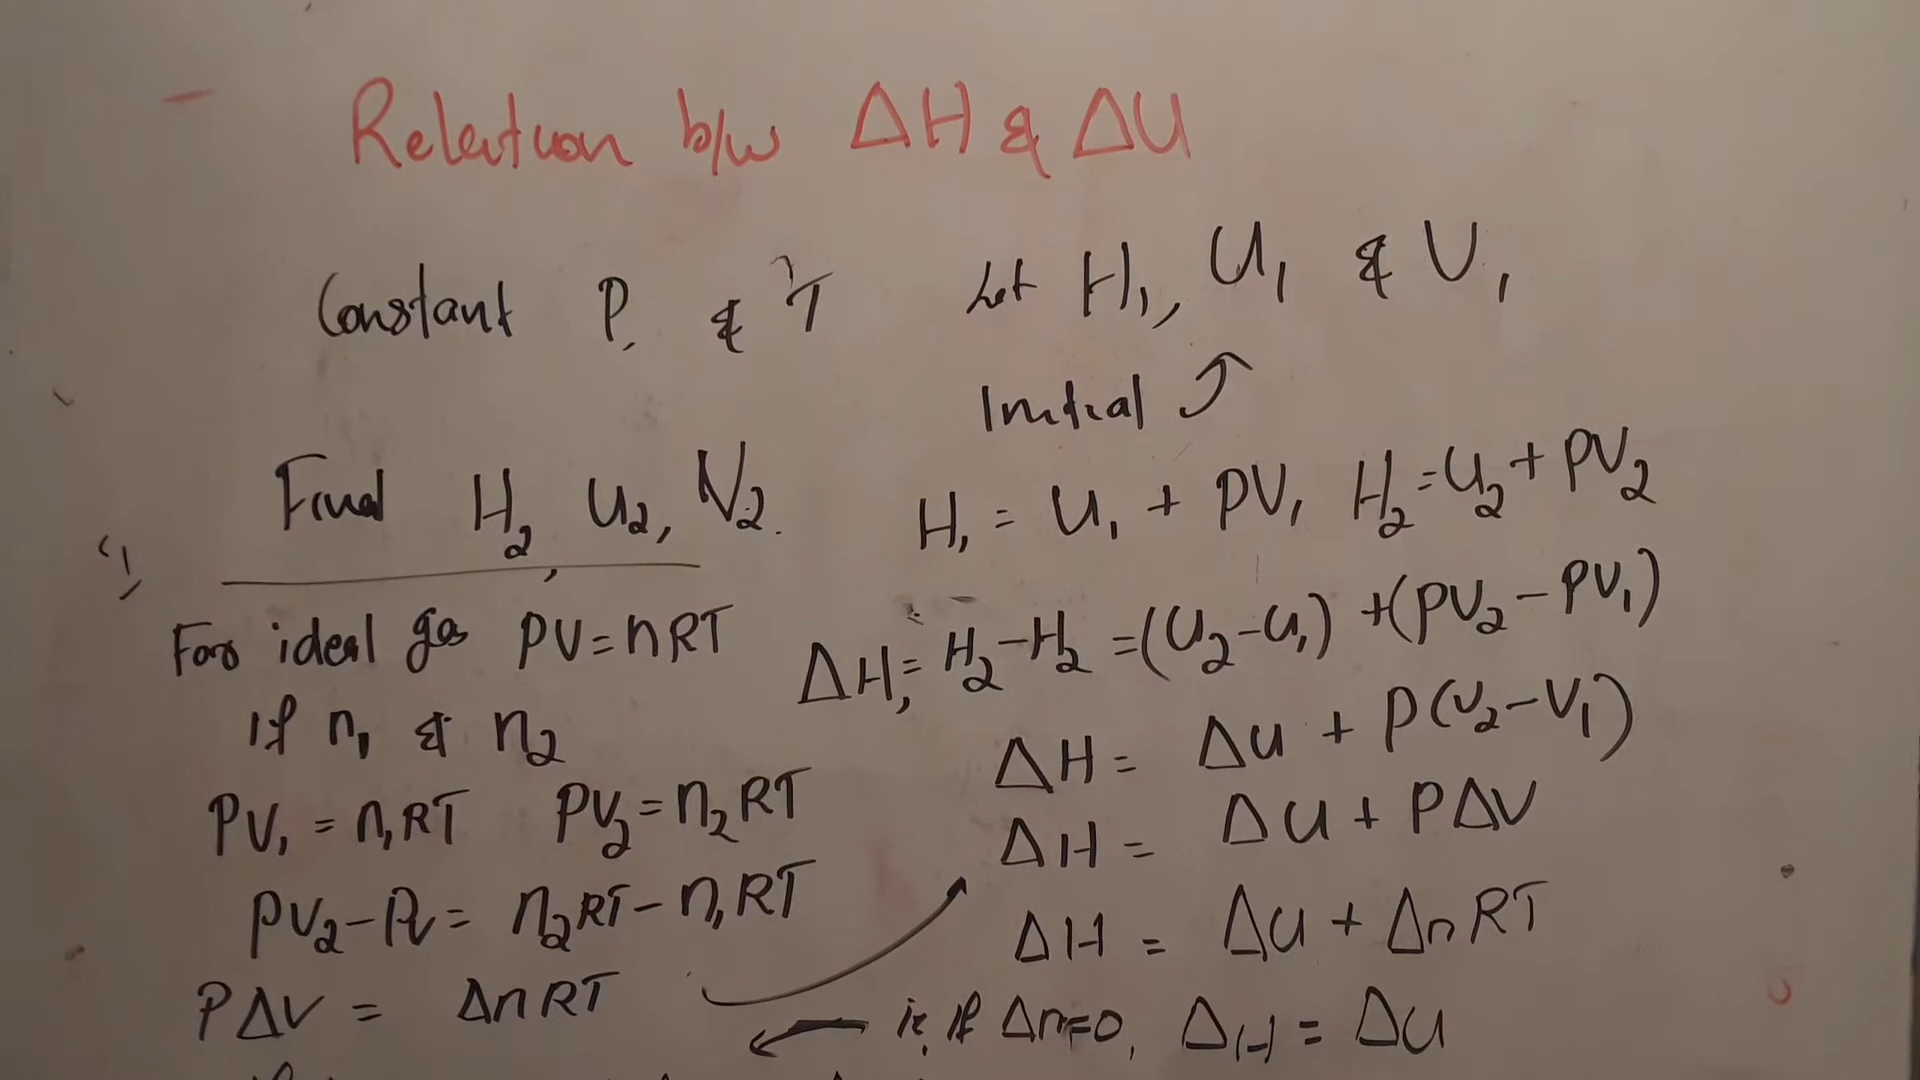 Relation b/w ΔH & ΔU
Constant P, & T
Let H₁, U₁ & V₁
Initial
Final H₂, U₂, V₂.
H₁ = U₁ + PV₁ H₂ = U₂ + PV₂
ΔH, = H₂ - H₂ = (U₂ - U₁) + (PV₂ - PV₁)
ΔH = ΔU + P(V₂ - V₁)
ΔH = ΔU + PΔV
ΔH = ΔU + ΔnRT
i, if Δn=0, ΔH = ΔU
For ideal gas PV = nRT
If n₁ & n₂
PV₁ = n₁RT PV₂ = n₂RT
PV₂ - PV = n₂RT - n₁RT
PΔV = ΔnRT